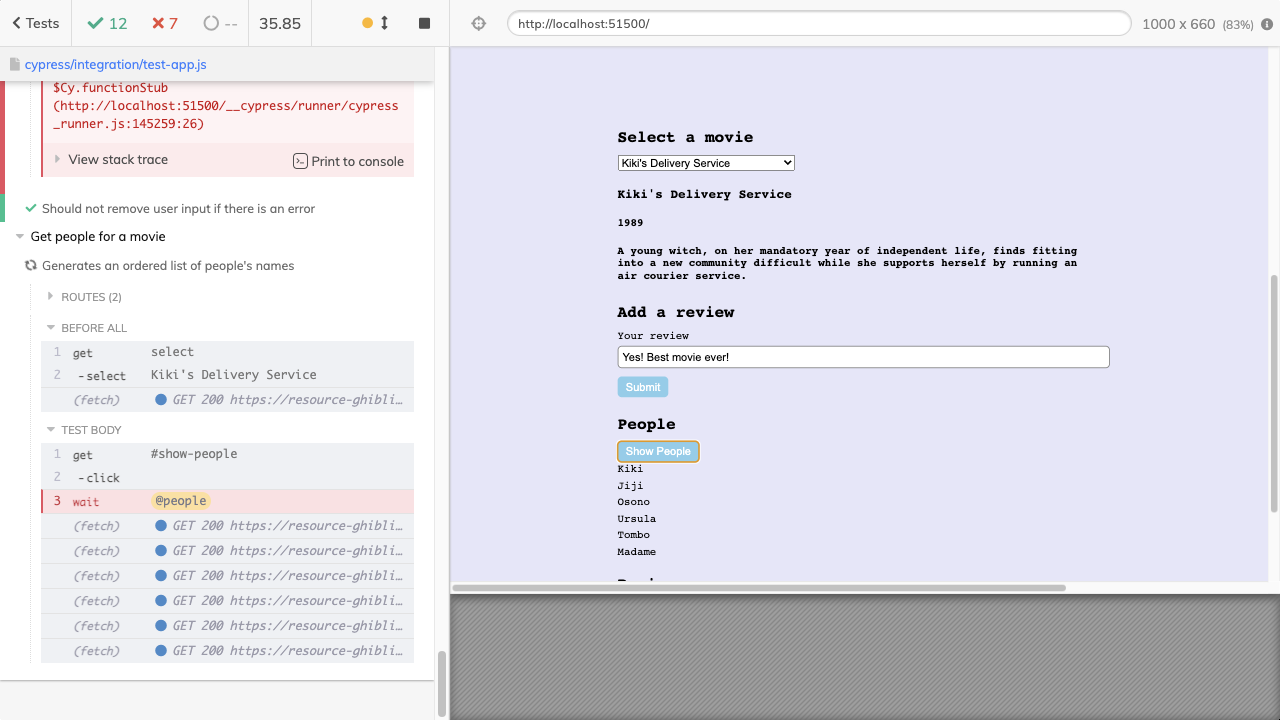 Tests
12
7
--
35.85
http://localhost:51500/
1000 x 660 (83%)
cypress/integration/test-app.js
$Cy.functionStub
(http://localhost:51500/__cypress/runner/cypress
_runner.js:145259:26)
View stack trace
Print to console
Should not remove user input if there is an error
Get people for a movie
Generates an ordered list of people's names
ROUTES (2)
BEFORE ALL
1 get select
2 -select Kiki's Delivery Service
(fetch) GET 200 https://resource-ghibli…
TEST BODY
1 get #show-people
2 -click
3 wait @people
(fetch) GET 200 https://resource-ghibli…
(fetch) GET 200 https://resource-ghibli…
(fetch) GET 200 https://resource-ghibli…
(fetch) GET 200 https://resource-ghibli…
(fetch) GET 200 https://resource-ghibli…
(fetch) GET 200 https://resource-ghibli…
Select a movie
Kiki's Delivery Service
Kiki's Delivery Service
1989
A young witch, on her mandatory year of independent life, finds fitting
into a new community difficult while she supports herself by running an
air courier service.
Add a review
Your review
Yes! Best movie ever!
Submit
People
Show People
Kiki
Jiji
Osono
Ursula
Tombo
Madame